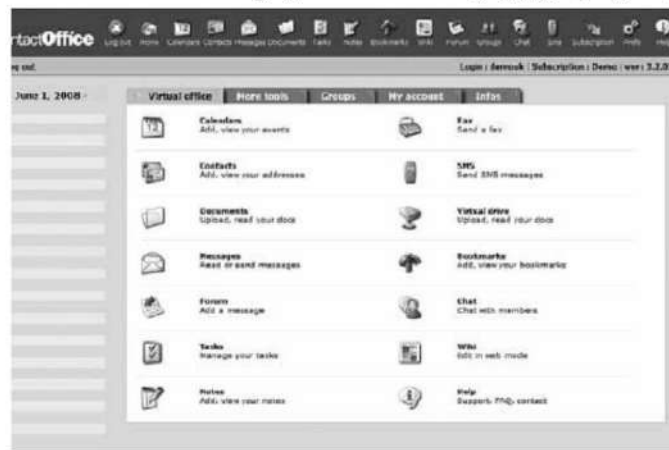 ntactOffice
Log out Home Calendars Contacts Messages Documents Tasks Notes Bookmarks Wiki Forum Groups Chat Site Subscription Prefs
out
Login : demouk | Subscription : Demo | ver : 3.2.0
June 1, 2008
Virtual office More tools Groups My account Infos
Calendars
Add, view your events
Fax
Send a fax
Contacts
Add, view your addresses
SMS
Send SMS messages
Documents
Upload, read your docs
Virtual drive
Upload, read your docs
Messages
Read or send messages
Bookmarks
Add, view your bookmarks
Forum
Add a message
Chat
Chat with members
Tasks
Manage your tasks
Wiki
Edit in web mode
Notes
Add, view your notes
Help
Support, FAQ, contact